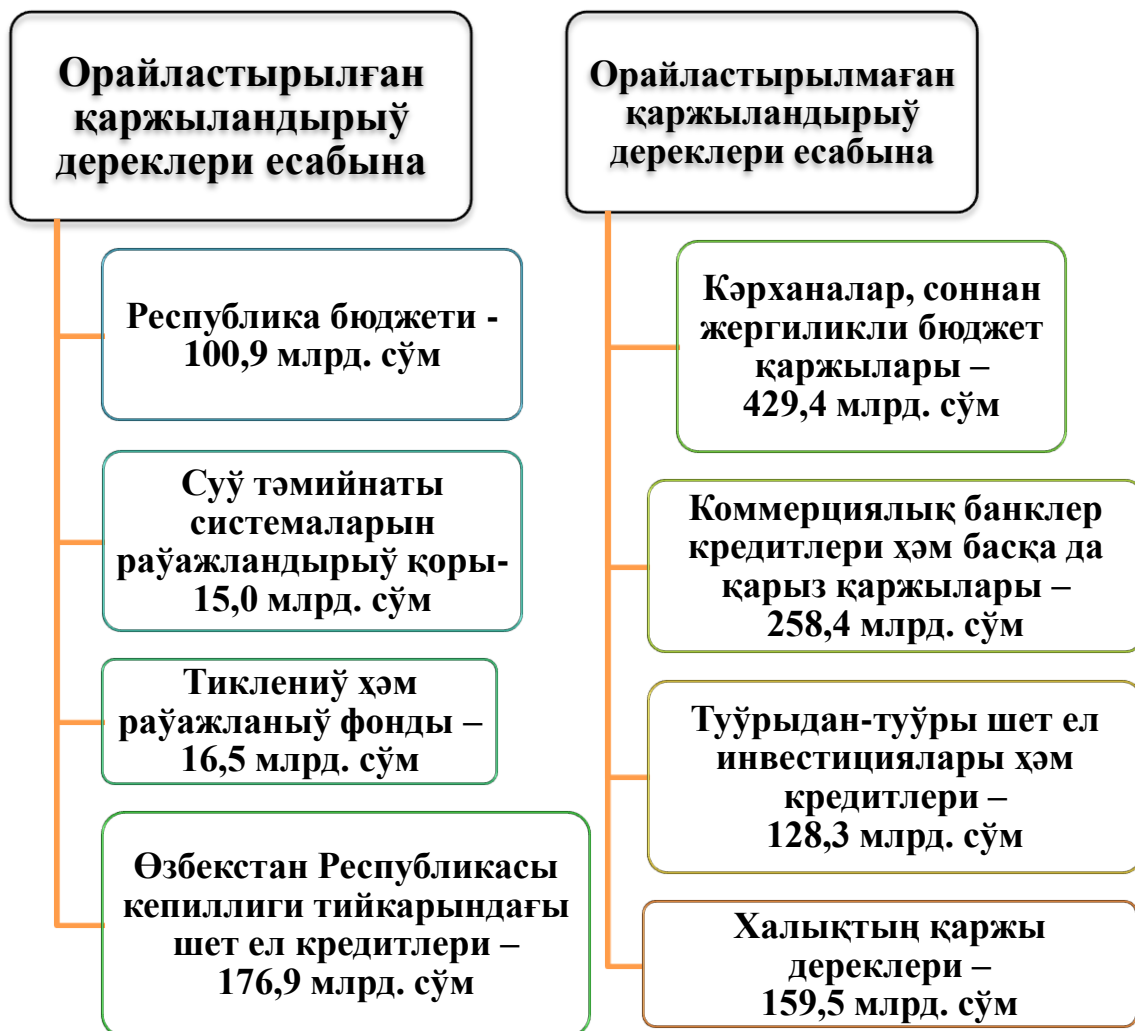 Орайластырылған
қаржыландырыў
дереклери есабына
Республика бюджети -
100,9 млрд. сўм
Суў тәмийнаты
системаларын
раўажландырыў қоры-
15,0 млрд. сўм
Тиклениў ҳәм
раўажланыў фонды –
16,5 млрд. сўм
Өзбекстан Республикасы
кепиллиги тийкарындағы
шет ел кредитлери –
176,9 млрд. сўм
Орайластырылмаған
қаржыландырыў
дереклери есабына
Кәрханалар, соннан
жергиликли бюджет
қаржылары –
429,4 млрд. сўм
Коммерциялық банклер
кредитлери ҳәм басқа да
қарыз қаржылары –
258,4 млрд. сўм
Туўрыдан-туўры шет ел
инвестициялары ҳәм
кредитлери –
128,3 млрд. сўм
Халықтың қаржы
дереклери –
159,5 млрд. сўм